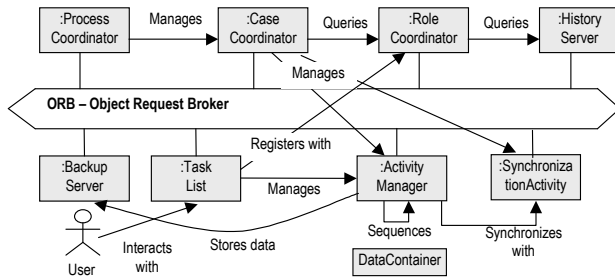 :Process
Coordinator
Manages
:Case
Coordinator
Queries
:Role
Coordinator
Queries
:History
Server
Manages
ORB – Object Request Broker
Registers with
:Backup
Server
:Task
List
Manages
:Activity
Manager
:Synchroniza
tionActivity
User
Interacts
with
Stores data
Sequences
Synchronizes
with
DataContainer